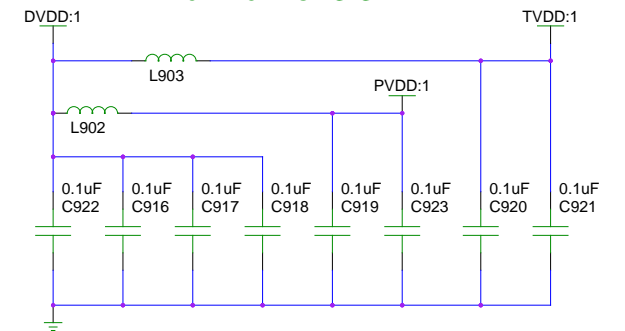 DVDD:1 TVDD:1
L903
PVDD:1
L902
0.1uF 0.1uF 0.1uF 0.1uF 0.1uF 0.1uF 0.1uF 0.1uF
C922 C916 C917 C918 C919 C923 C920 C921